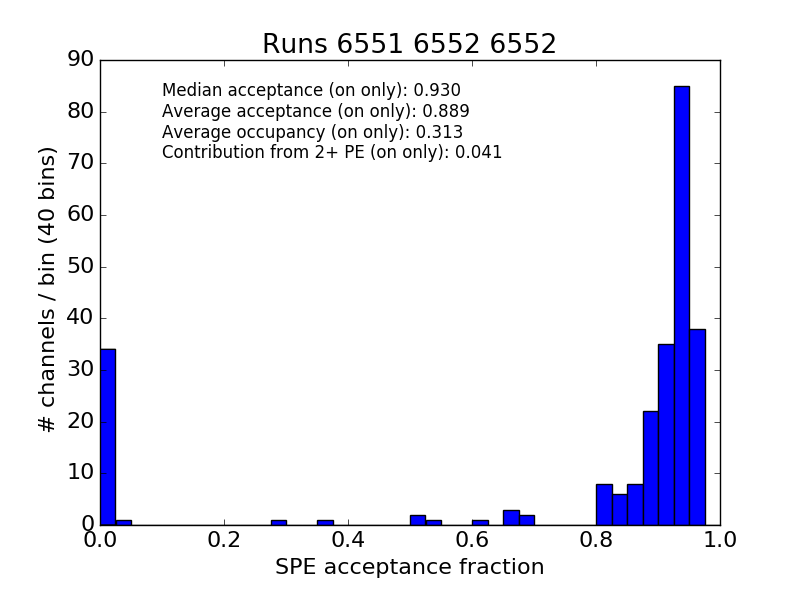 Runs 6551 6552 6552
90
80
70
60
50
40
30
20
10
0
# channels / bin (40 bins)
Median acceptance (on only): 0.930
Average acceptance (on only): 0.889
Average occupancy (on only): 0.313
Contribution from 2+ PE (on only): 0.041
0.0 0.2 0.4 0.6 0.8 1.0
SPE acceptance fraction